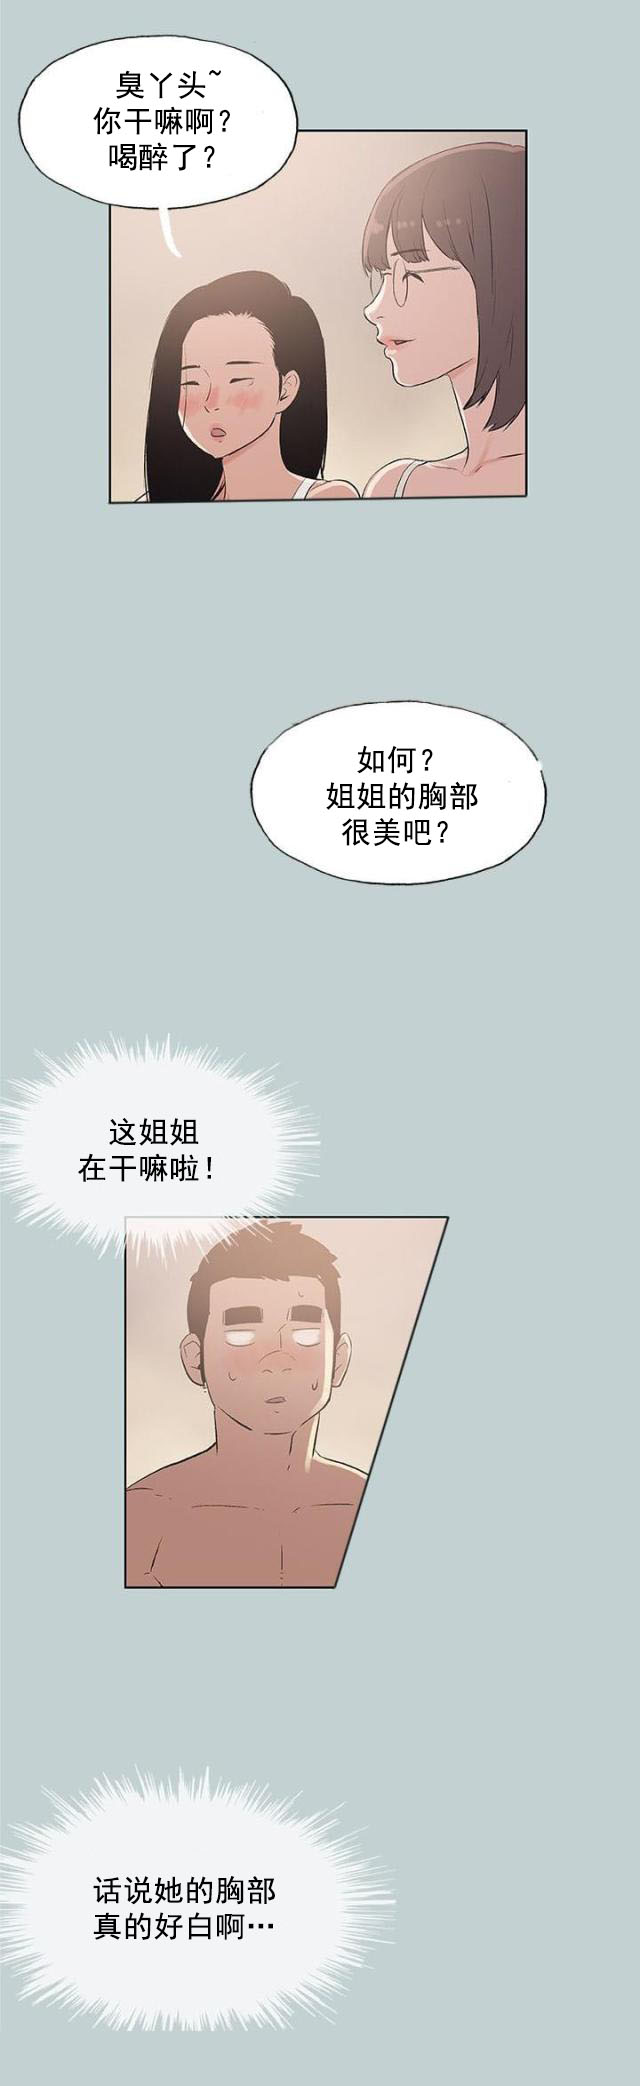 臭丫头~
你干嘛啊?
喝醉了?
如何?
姐姐的胸部
很美吧?
这姐姐
在干嘛啦!
话说她的胸部
真的好白啊…